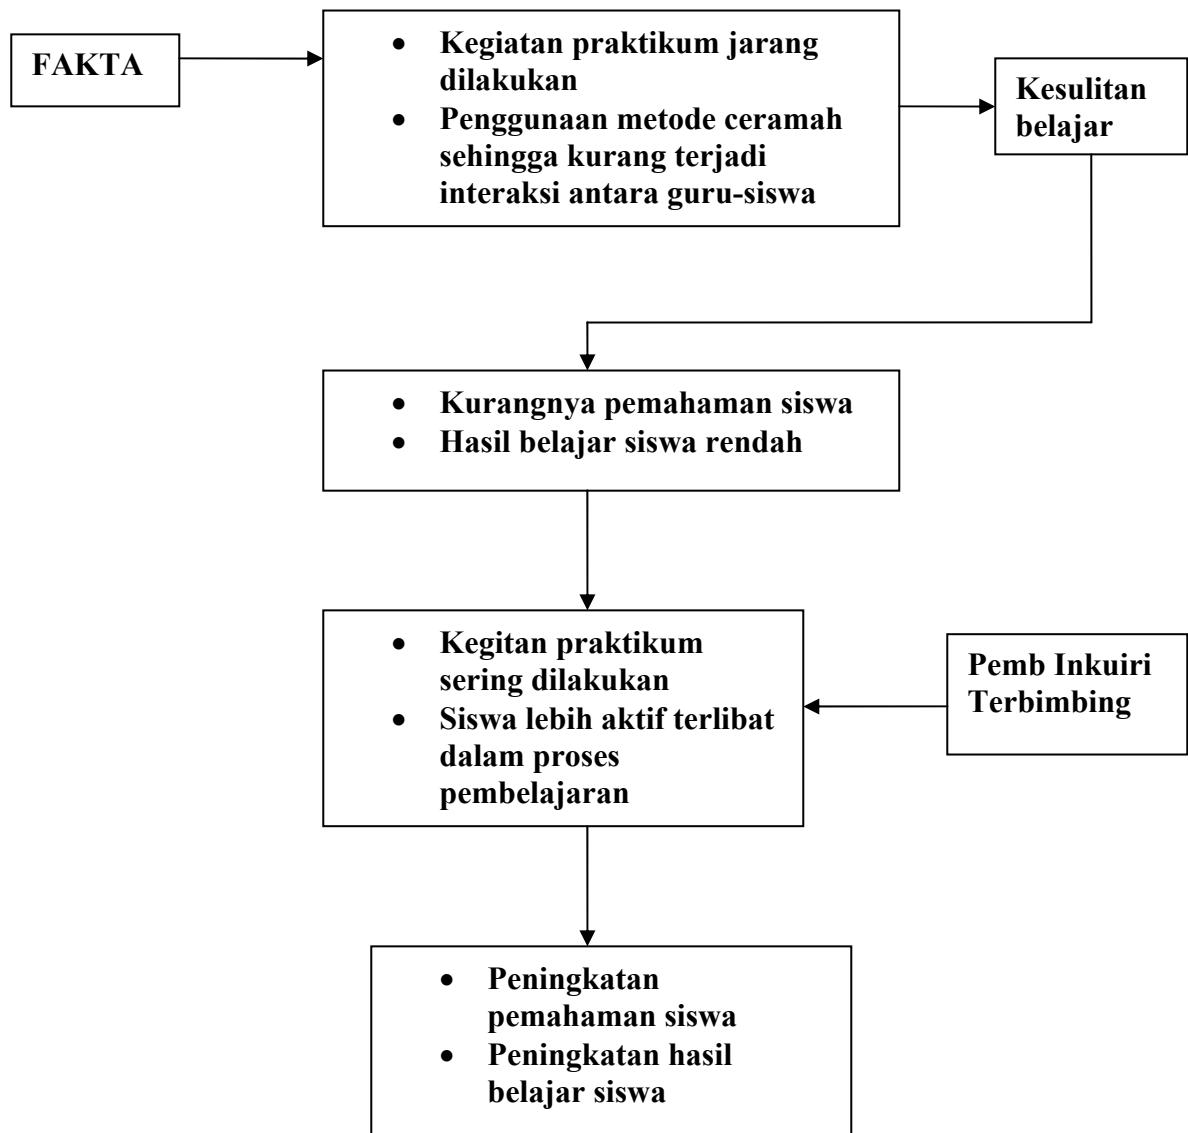 FAKTA
• Kegiatan praktikum jarang
dilakukan
• Penggunaan metode ceramah
sehingga kurang terjadi
interaksi antara guru-siswa
Kesulitan
belajar
• Kurangnya pemahaman siswa
• Hasil belajar siswa rendah
• Kegitan praktikum
sering dilakukan
• Siswa lebih aktif terlibat
dalam proses
pembelajaran
Pemb Inkuiri
Terbimbing
• Peningkatan
pemahaman siswa
• Peningkatan hasil
belajar siswa